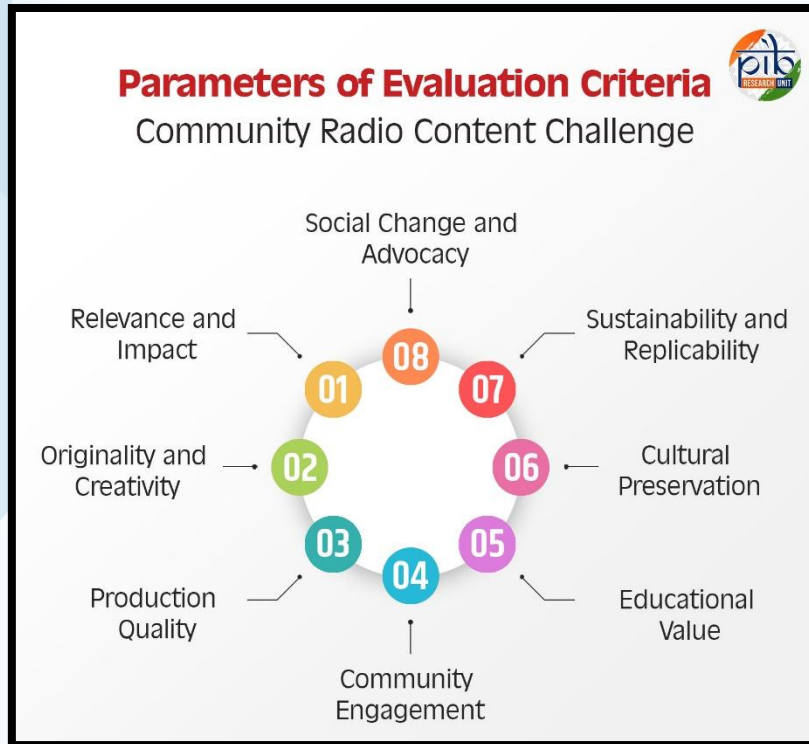 Parameters of Evaluation Criteria
Community Radio Content Challenge
pib
RESEARCH UNIT
01
Relevance and
Impact
02
Originality and
Creativity
03
Production
Quality
04
Community
Engagement
05
Educational
Value
06
Cultural
Preservation
07
Sustainability and
Replicability
08
Social Change and
Advocacy